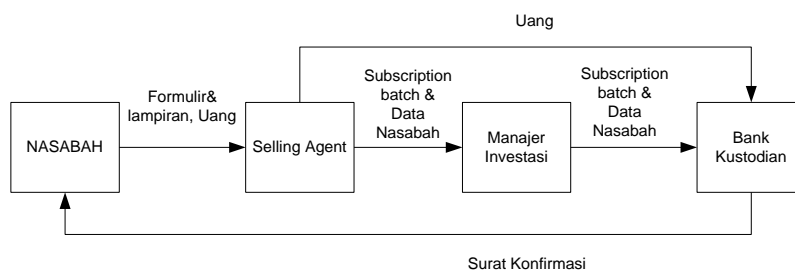 Uang
Formulir&
lampiran, Uang
Subscription
batch &
Data
Nasabah
Subscription
batch &
Data
Nasabah
NASABAH
Selling Agent
Manajer
Investasi
Bank
Kustodian
Surat Konfirmasi